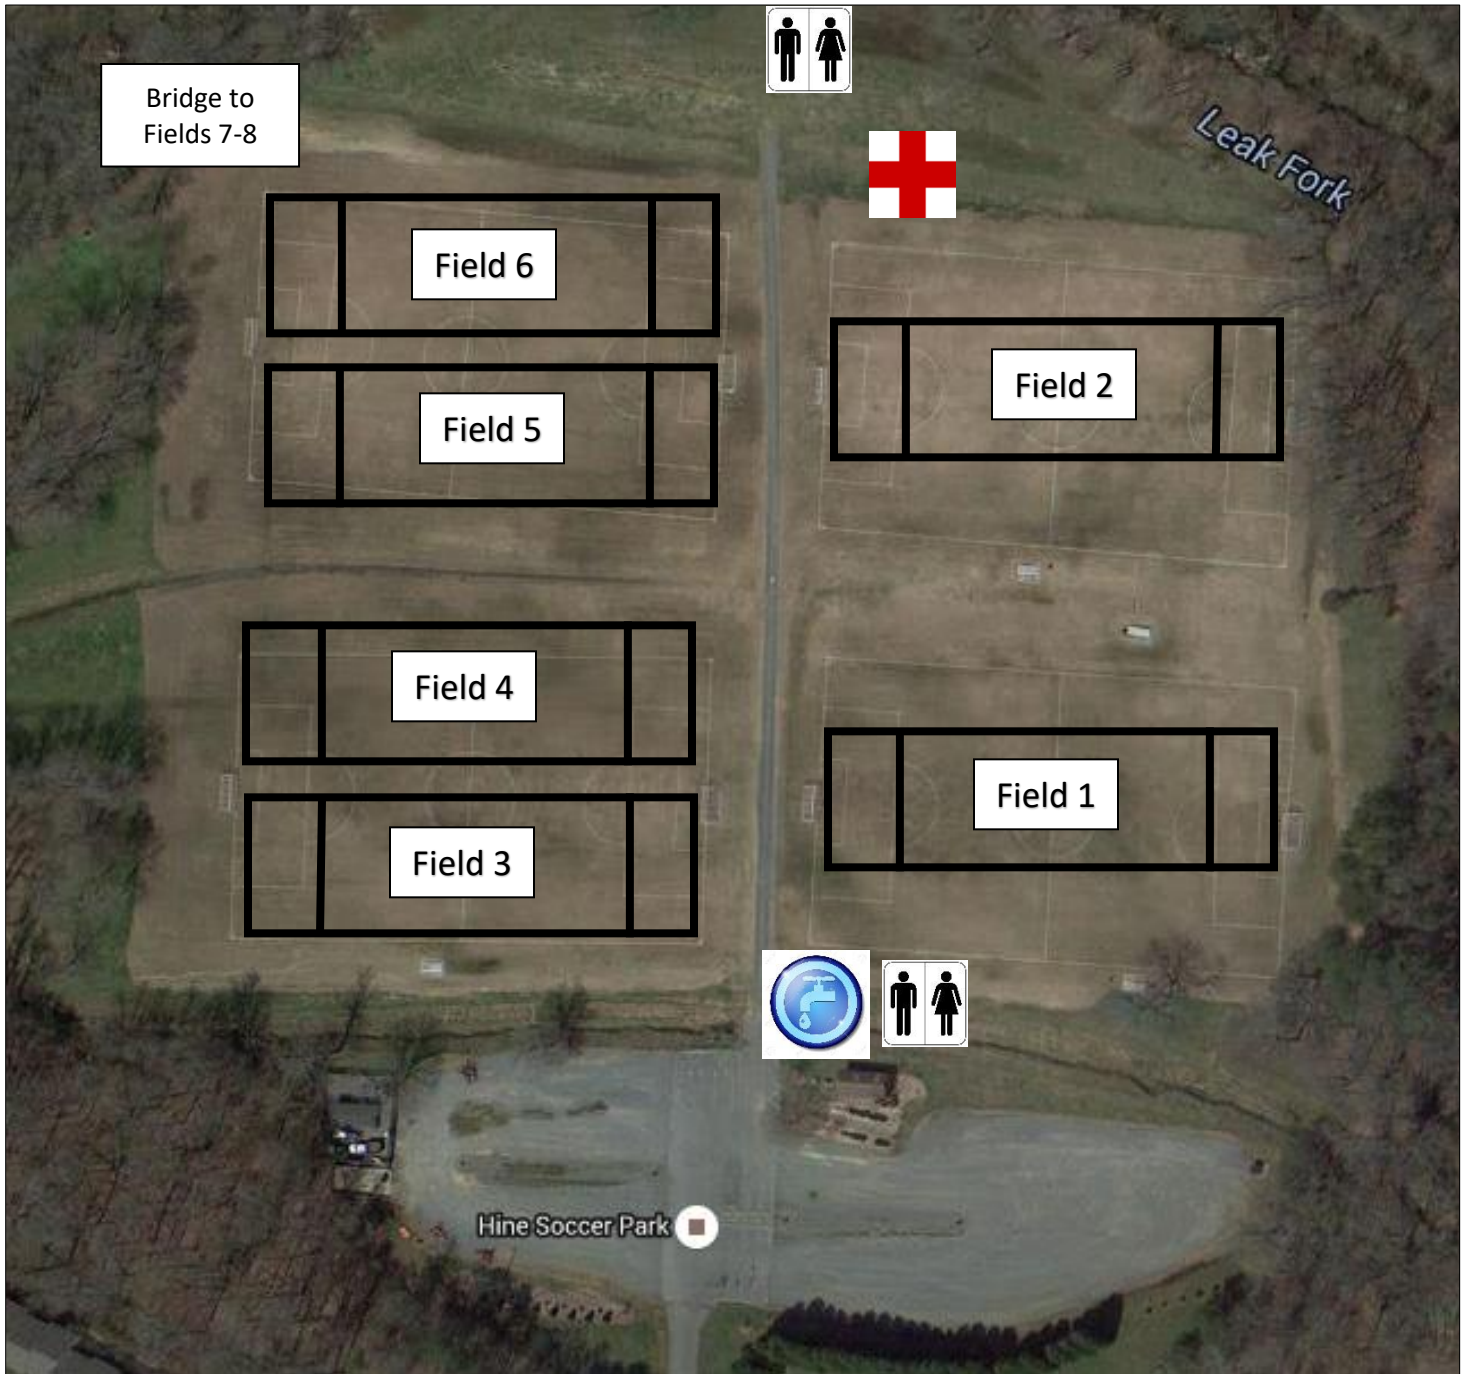 Bridge to
Fields 7-8
Leak Fork
Field 6
Field 2
Field 5
Field 4
Field 1
Field 3
Hine Soccer Park